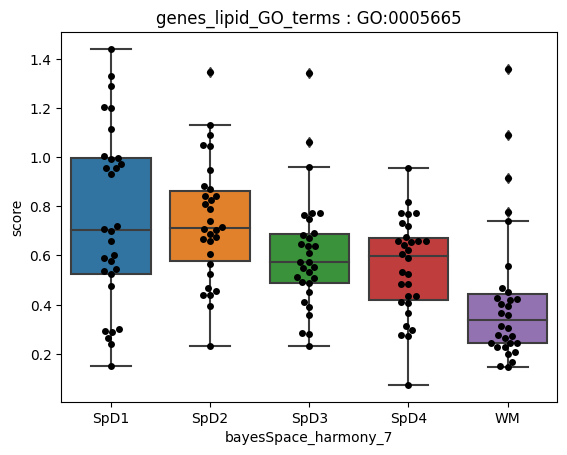 genes_lipid_GO_terms : GO:0005665
score
1.4
1.2
1.0
0.8
0.6
0.4
0.2
SpD1 SpD2 SpD3 SpD4 WM
bayesSpace_harmony_7